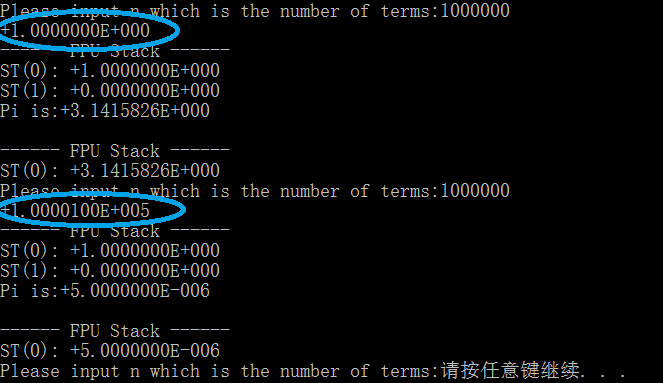 Please input n which is the number of terms:1000000
+1.0000000E+000
------ FPU Stack ------
ST(0): +1.0000000E+000
ST(1): +0.0000000E+000
Pi is:+3.1415826E+000
------ FPU Stack ------
ST(0): +3.1415826E+000
Please input n which is the number of terms:1000000
+1.0000100E+005
------ FPU Stack ------
ST(0): +1.0000000E+000
ST(1): +0.0000000E+000
Pi is:+5.0000000E-006
------ FPU Stack ------
ST(0): +5.0000000E-006
Please input n which is the number of terms:请按任意键继续. . .